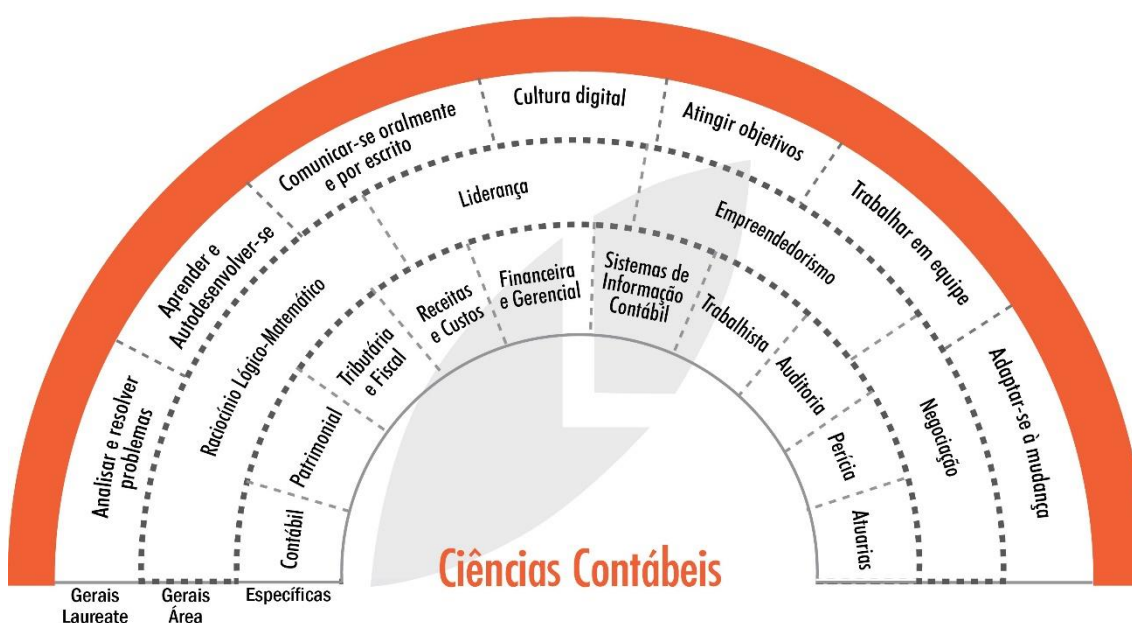 Analisar e resolver
problemas
Aprender e
Autodesenvolver-se
Comunicar-se oralmente
e por escrito
Cultura digital
Atingir objetivos
Trabalhar em equipe
Adaptar-se à mudança
Raciocínio Lógico-Matemático
Liderança
Empreendedorismo
Negociação
Contábil
Patrimonial
Tributária
e Fiscal
Receitas
e Custos
Financeira
e Gerencial
Sistemas de
Informação
Contábil
Trabalhista
Auditoria
Perícia
Atuarias
Ciências Contábeis
Gerais
Laureate
Gerais
Área
Específicas